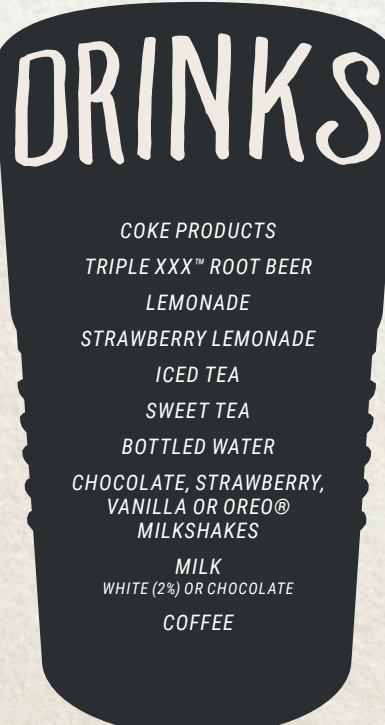 DRINKS
COKE PRODUCTS
TRIPLE XXX™ ROOT BEER
LEMONADE
STRAWBERRY LEMONADE
ICED TEA
SWEET TEA
BOTTLED WATER
CHOCOLATE, STRAWBERRY,
VANILLA OR OREO®
MILKSHAKES
MILK
WHITE (2%) OR CHOCOLATE
COFFEE